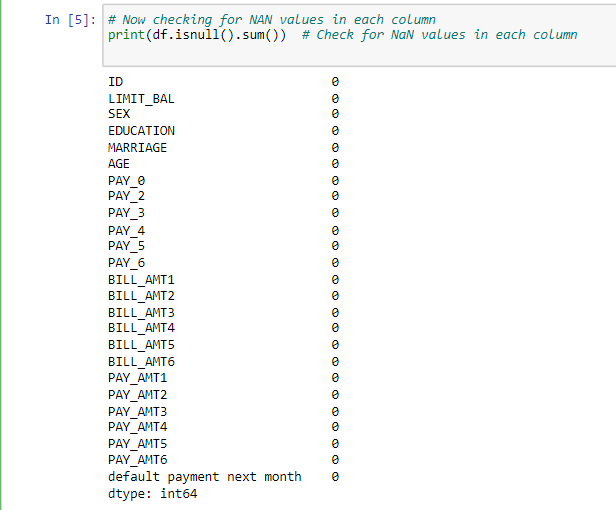 In [5]: # Now checking for NAN values in each column
print(df.isnull().sum())  # Check for NaN values in each column
ID 0
LIMIT_BAL 0
SEX 0
EDUCATION 0
MARRIAGE 0
AGE 0
PAY_0 0
PAY_2 0
PAY_3 0
PAY_4 0
PAY_5 0
PAY_6 0
BILL_AMT1 0
BILL_AMT2 0
BILL_AMT3 0
BILL_AMT4 0
BILL_AMT5 0
BILL_AMT6 0
PAY_AMT1 0
PAY_AMT2 0
PAY_AMT3 0
PAY_AMT4 0
PAY_AMT5 0
PAY_AMT6 0
default payment next month 0
dtype: int64